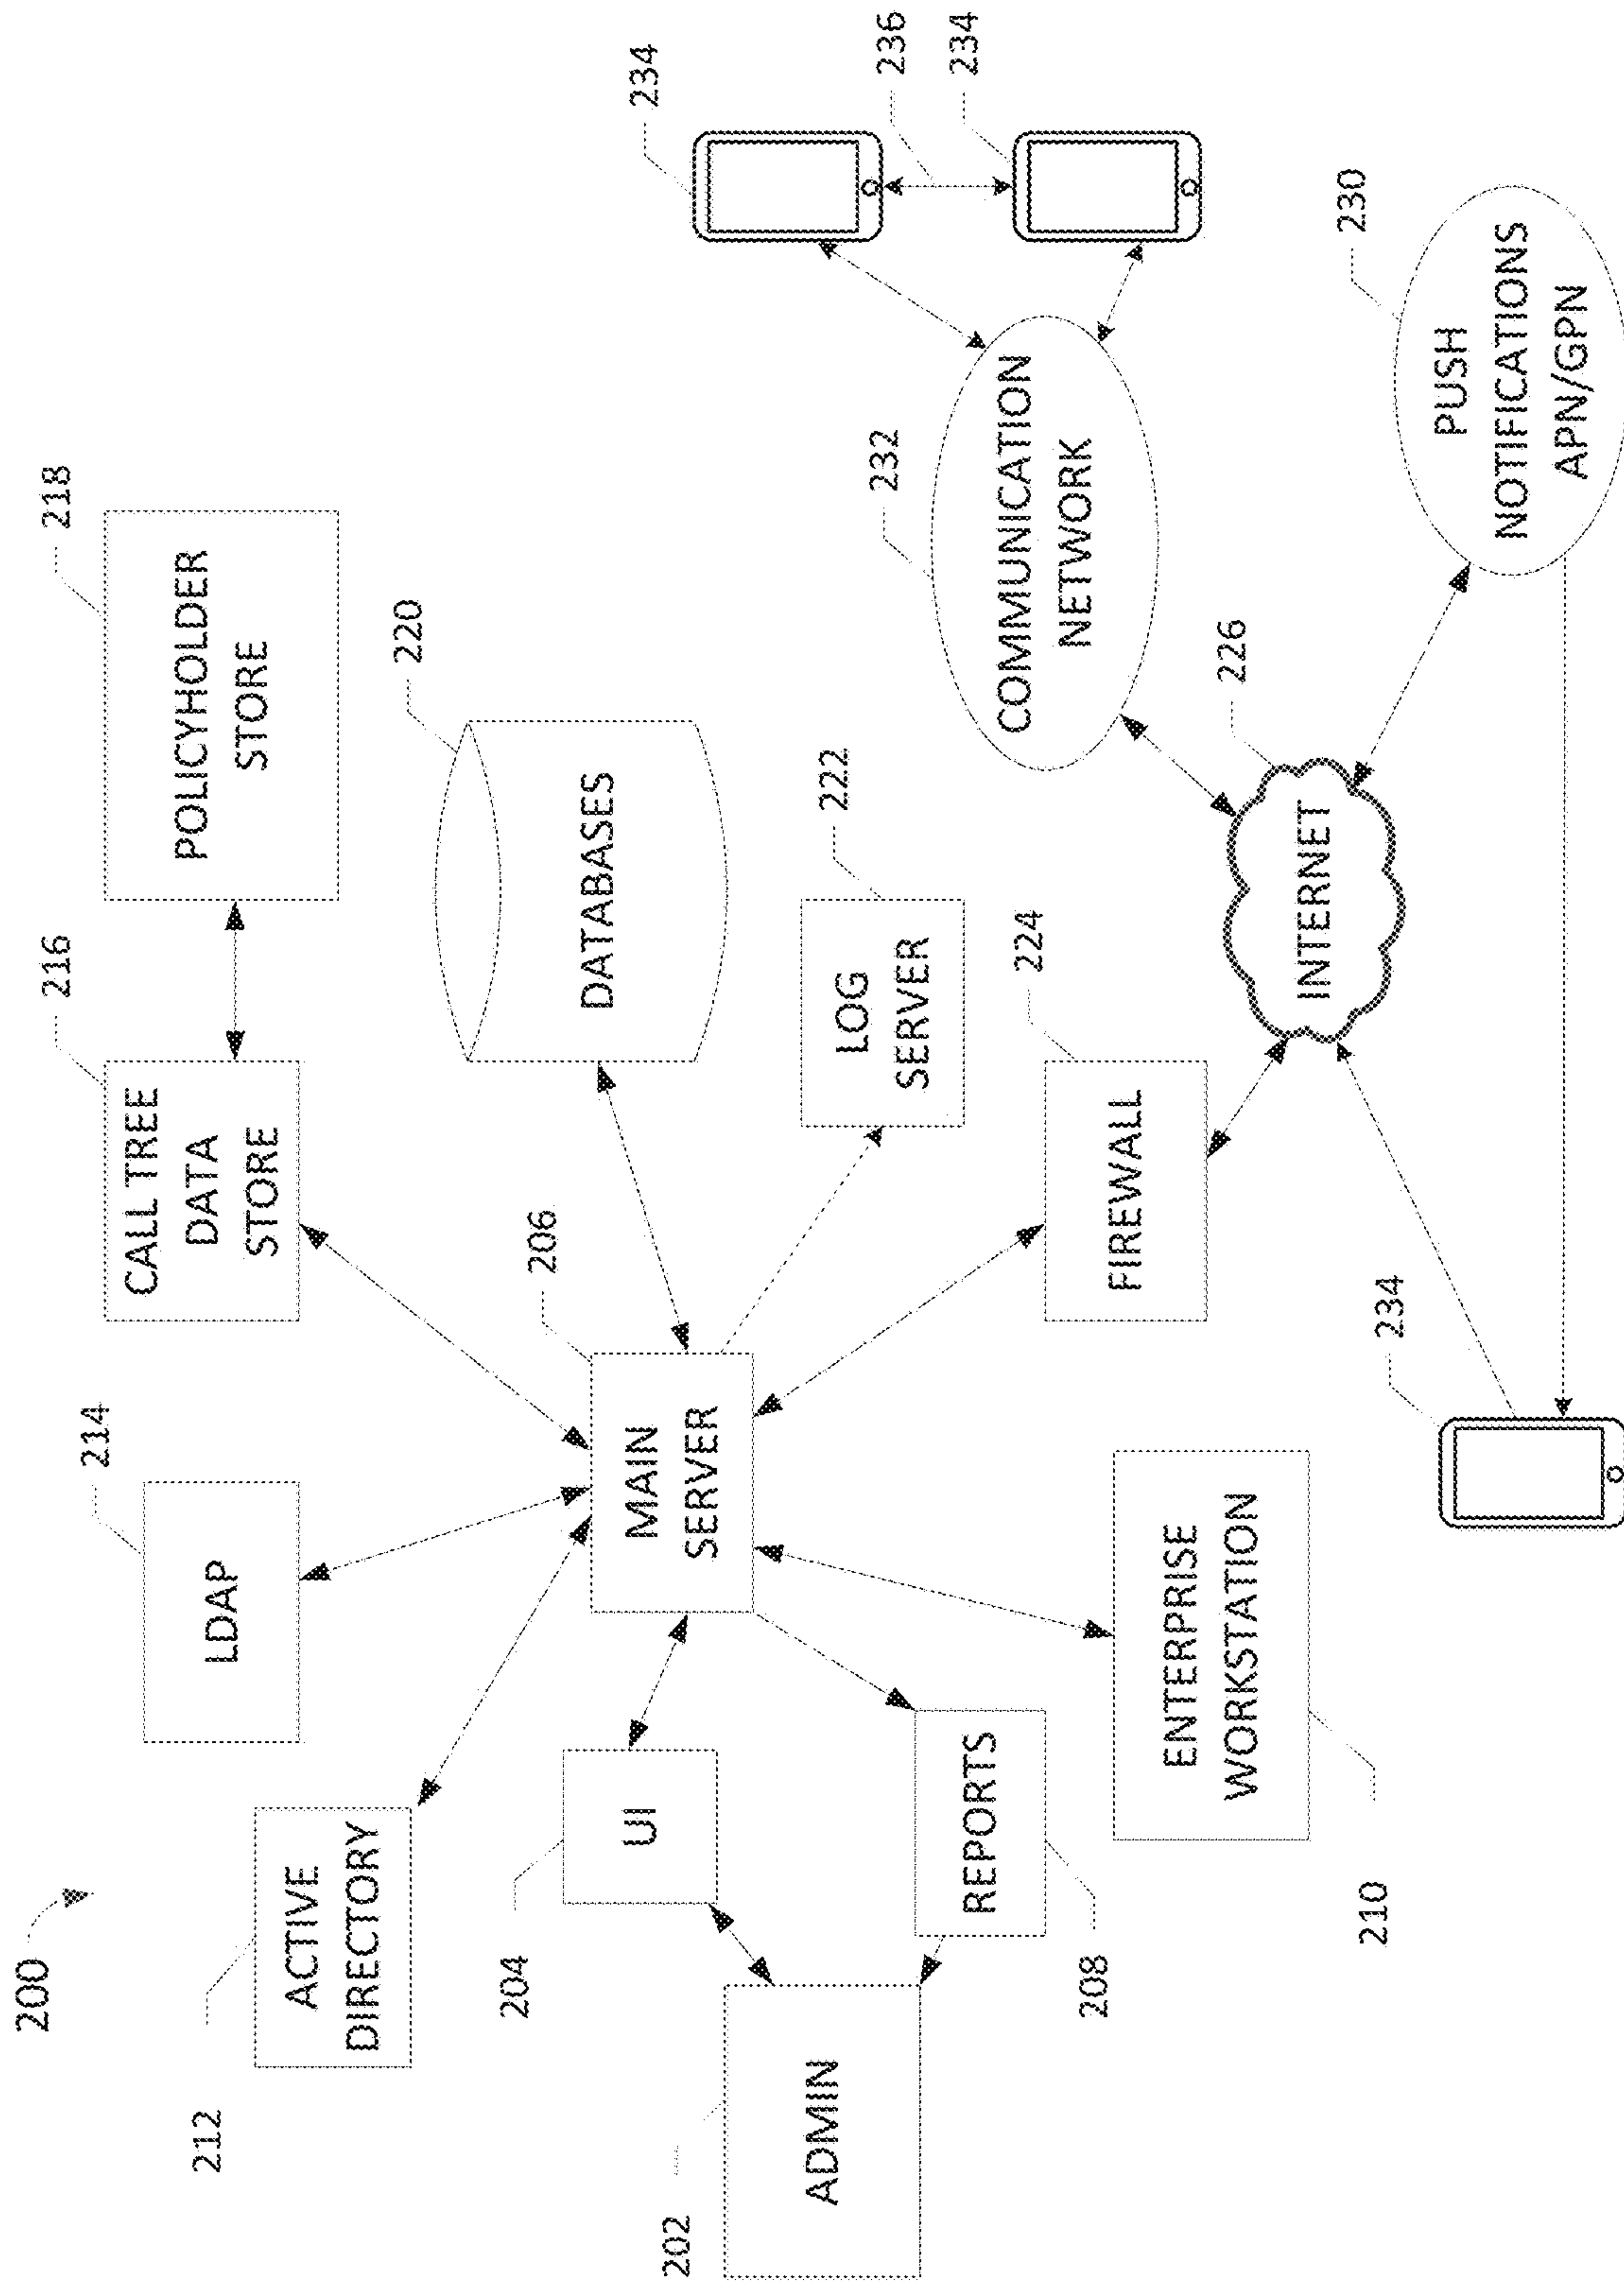 200
212
ACTIVE
DIRECTORY
214
LDAP
216
CALL TREE
DATA
STORE
218
POLICYHOLDER
STORE
220
DATABASES
202
ADMIN
204
UI
206
MAIN
SERVER
222
LOG
SERVER
208
REPORTS
210
ENTERPRISE
WORKSTATION
224
FIREWALL
226
INTERNET
232
COMMUNICATION
NETWORK
234
236
234
230
PUSH
NOTIFICATIONS
APN/GPN
234